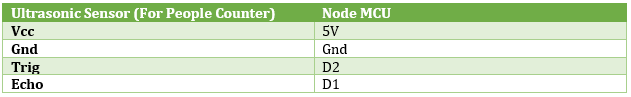 Ultrasonic Sensor (For People Counter) Node MCU
Vcc 5V
Gnd Gnd
Trig D2
Echo D1